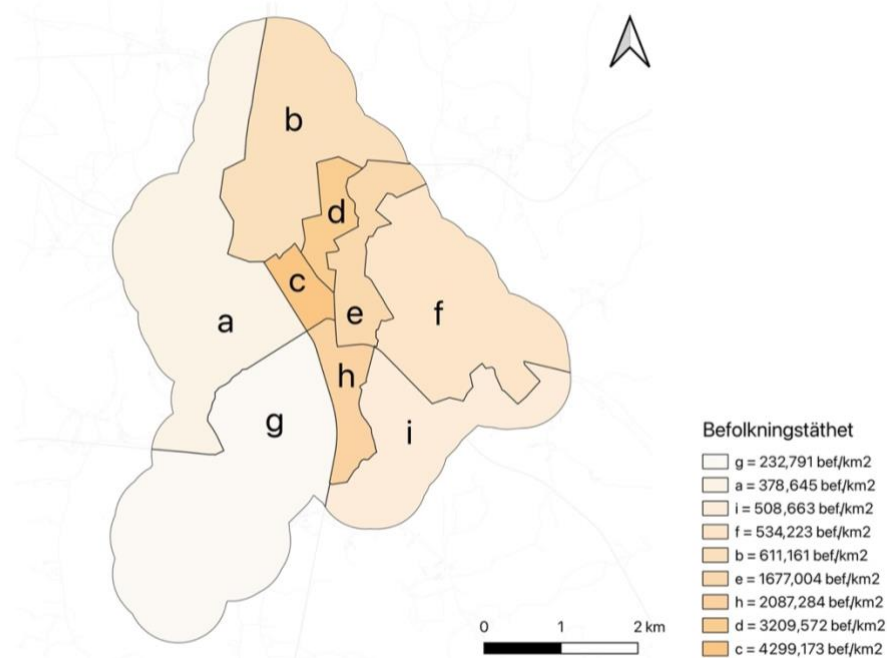 b
d
c
e
f
a
h
g
i
0 1 2 km
Befolkningstäthet
g = 232,791 bef/km2
a = 378,645 bef/km2
i = 508,663 bef/km2
f = 534,223 bef/km2
b = 611,161 bef/km2
e = 1677,004 bef/km2
h = 2087,284 bef/km2
d = 3209,572 bef/km2
c = 4299,173 bef/km2